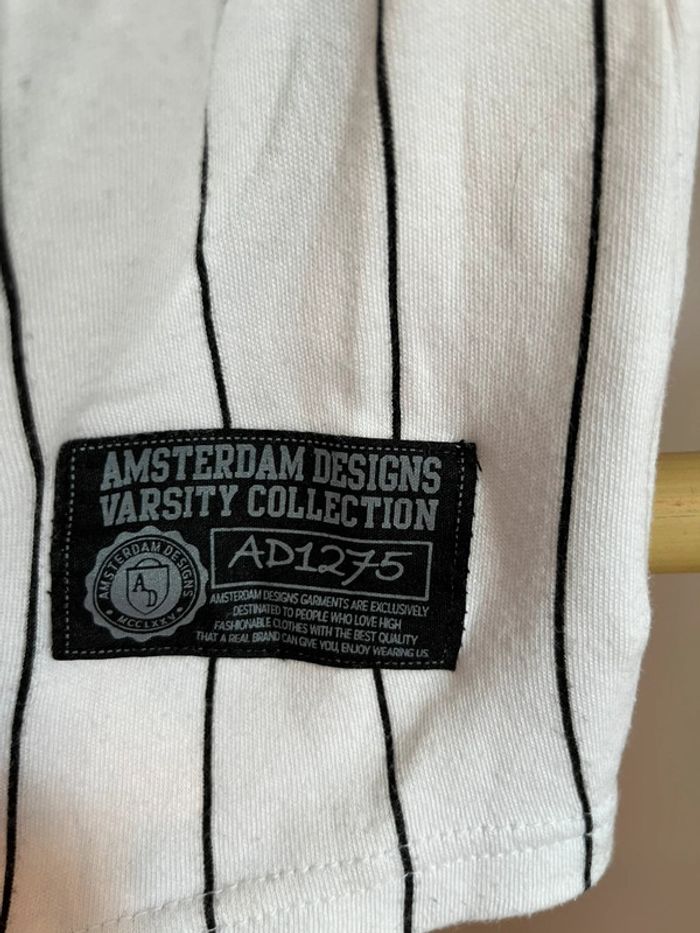 AMSTERDAM DESIGNS
VARSITY COLLECTION
AD1275
AMSTERDAM DESIGNS
AD
MCCLXXV
AMSTERDAM DESIGNS GARMENTS ARE EXCLUSIVELY
DESTINATED TO PEOPLE WHO LOVE HIGH
FASHIONABLE CLOTHES WITH THE BEST QUALITY
THAT A REAL BRAND CAN GIVE YOU, ENJOY WEARING US.